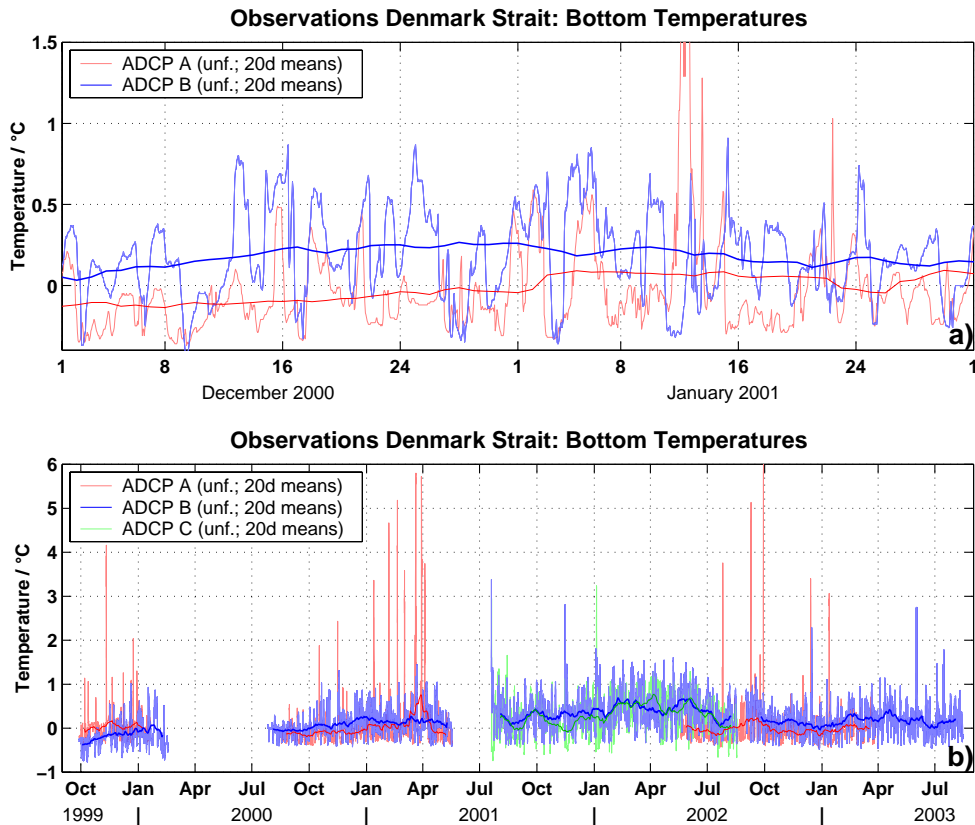 Observations Denmark Strait: Bottom Temperatures
1.5
ADCP A (unf.; 20d means)
ADCP B (unf.; 20d means)
1
0.5
0
Temperature / °C
a)
1 8 16 24 1 8 16 24 1
December 2000 January 2001
Observations Denmark Strait: Bottom Temperatures
6
ADCP A (unf.; 20d means)
ADCP B (unf.; 20d means)
ADCP C (unf.; 20d means)
5
4
3
2
1
0
−1
Temperature / °C
b)
Oct Jan Apr Jul Oct Jan Apr Jul Oct Jan Apr Jul Oct Jan Apr Jul
1999 | 2000 | 2001 | 2002 | 2003